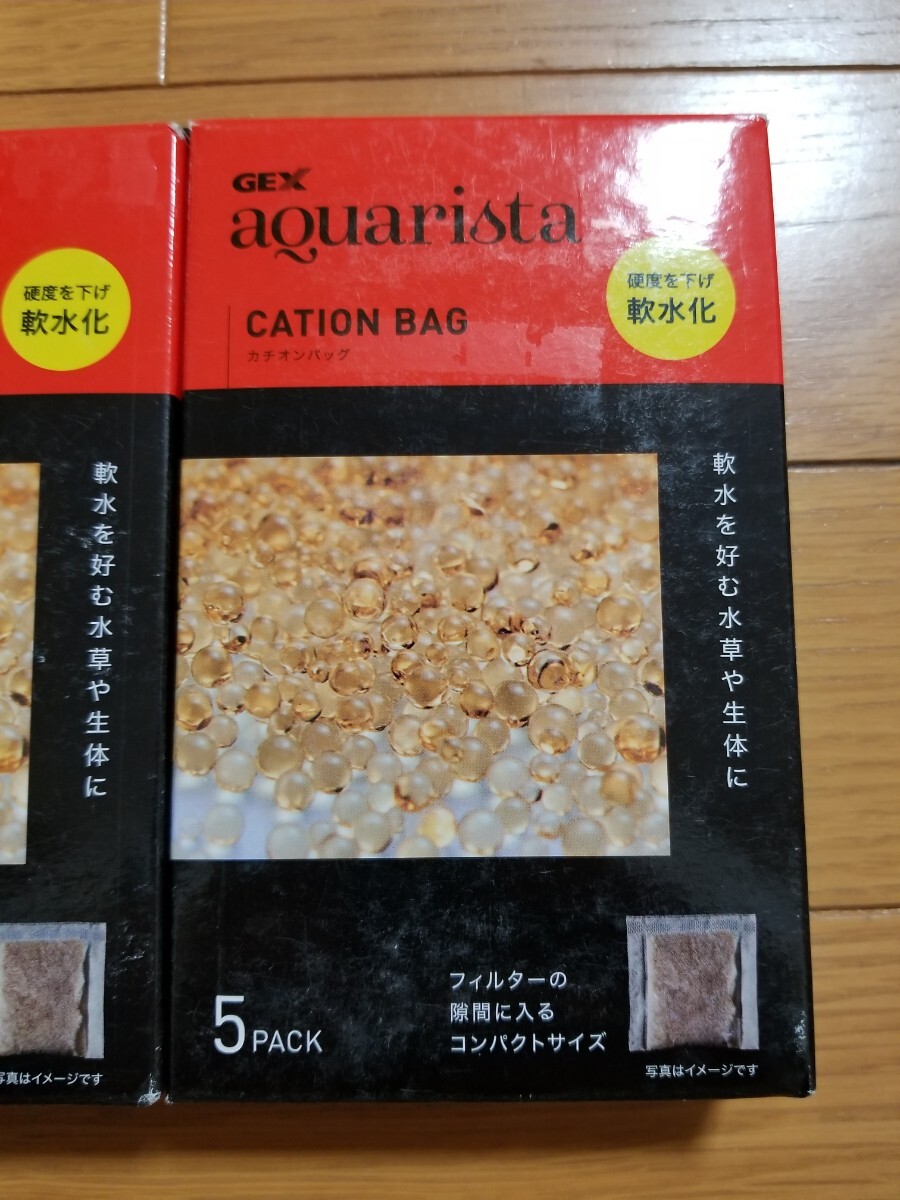 硬度を下げ
軟水化
軟水を好む水草や生体に
写真はイメージです
GEX
aquarista
CATION BAG
カチオンバッグ
硬度を下げ
軟水化
軟水を好む水草や生体に
5 PACK
フィルターの
隙間に入る
コンパクトサイズ
写真はイメージです